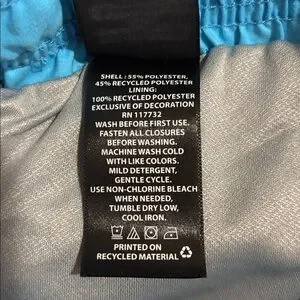 SHELL: 55% POLYESTER,
45% RECYCLED POLYESTER
LINING:
100% RECYCLED POLYESTER
EXCLUSIVE OF DECORATION
RN 117732
WASH BEFORE FIRST USE.
FASTEN ALL CLOSURES
BEFORE WASHING.
MACHINE WASH COLD
WITH LIKE COLORS.
MILD DETERGENT,
GENTLE CYCLE.
USE NON-CHLORINE BLEACH
WHEN NEEDED,
TUMBLE DRY LOW,
COOL IRON.
PRINTED ON
RECYCLED MATERIAL